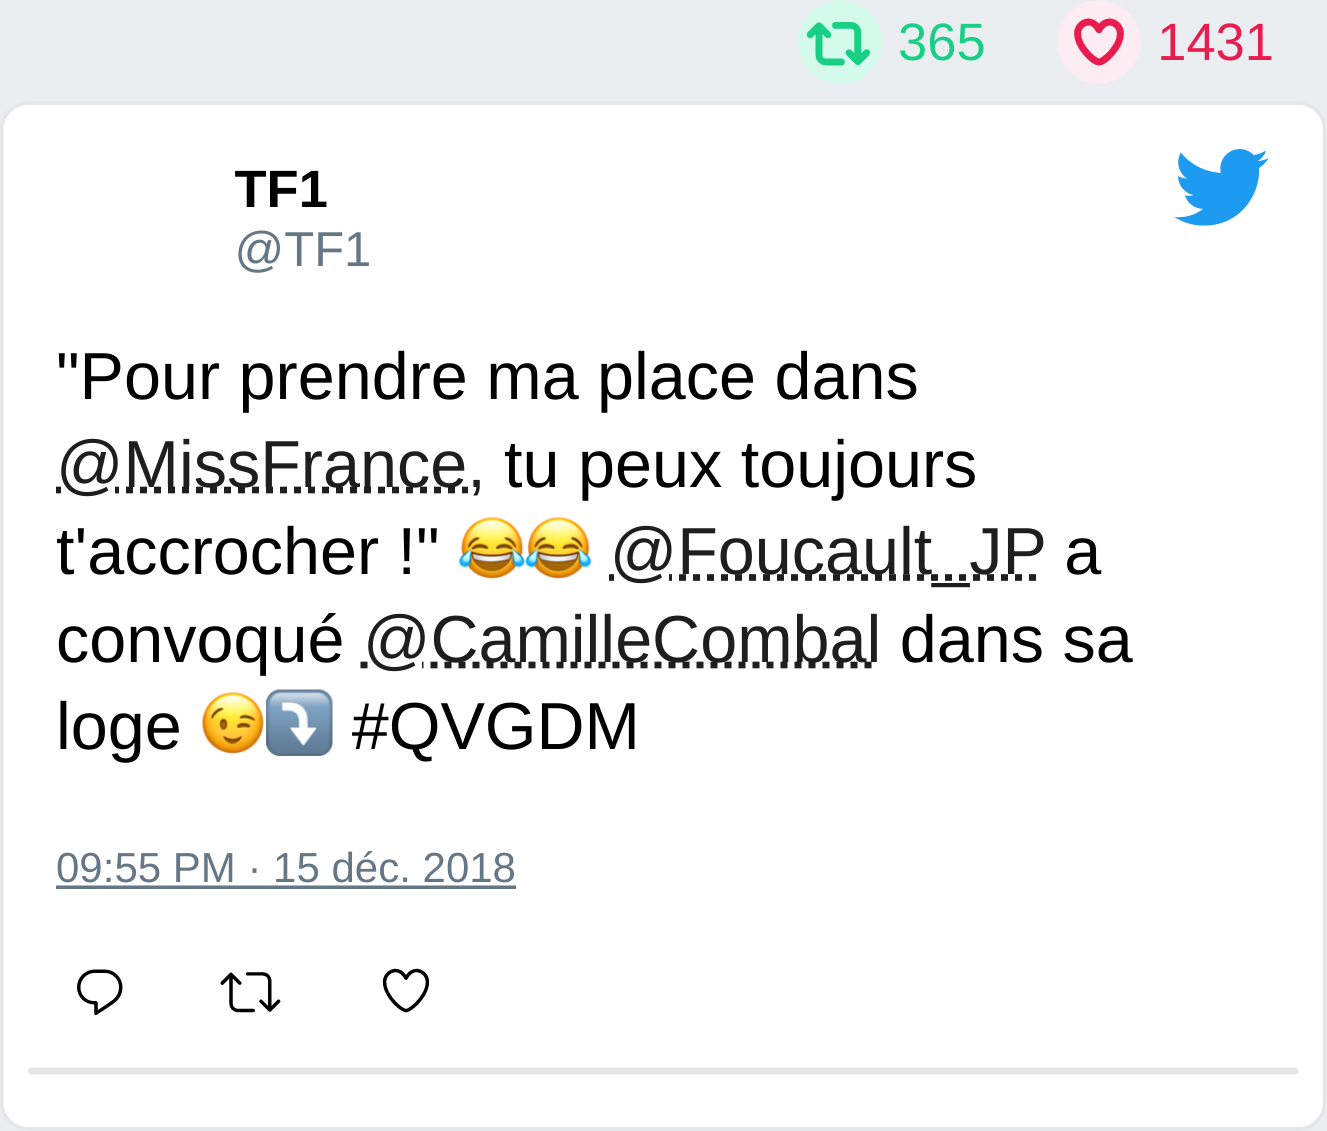 365 1431
TF1
@TF1
"Pour prendre ma place dans
@MissFrance, tu peux toujours
t'accrocher !" 😂😂 @Foucault_JP a
convoqué @CamilleCombal dans sa
loge 😉⤵️ #QVGDM
09:55 PM · 15 déc. 2018